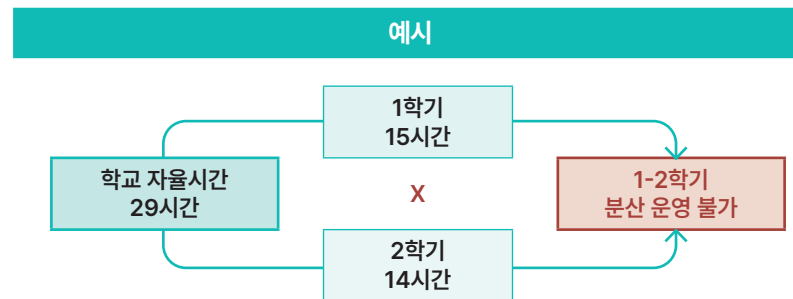 예시
1학기
15시간
학교 자율시간
29시간
X
1-2학기
분산 운영 불가
2학기
14시간